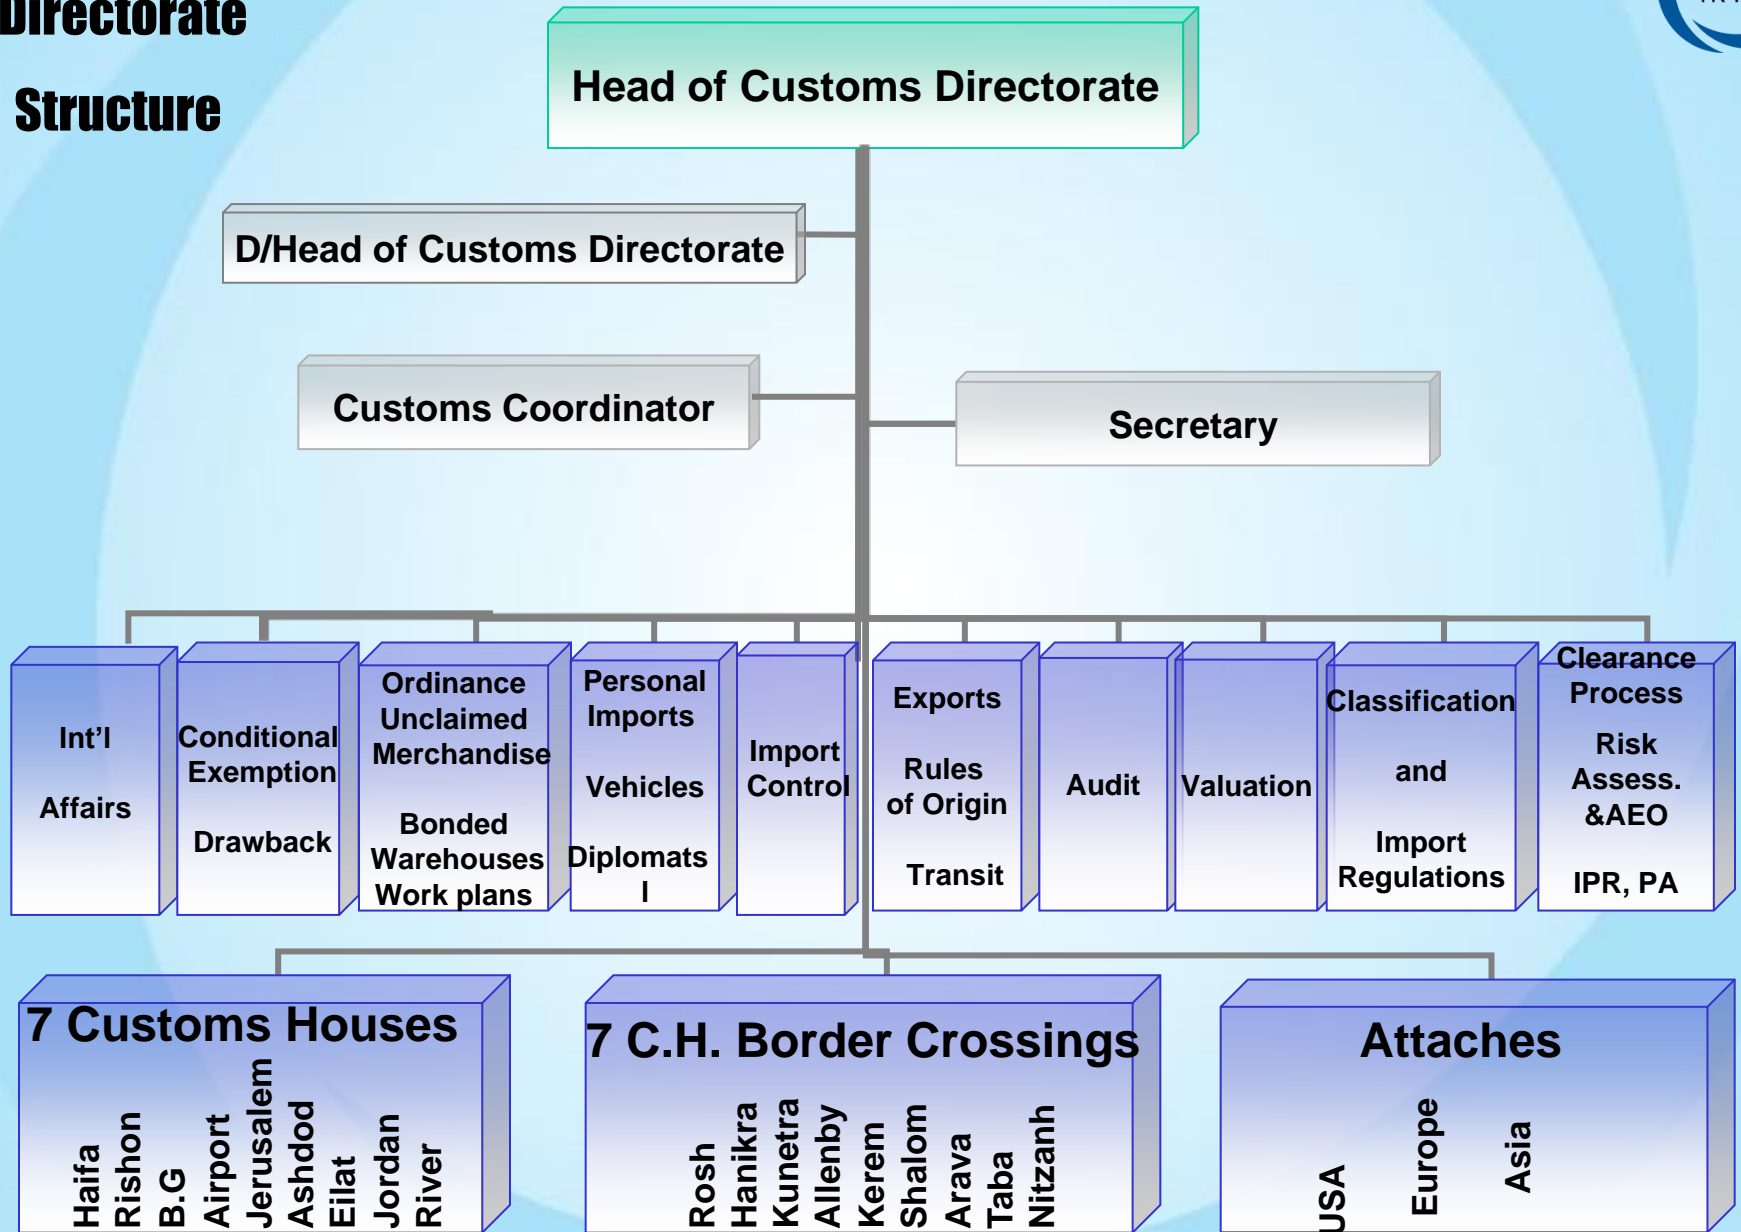 Directorate
Structure
Head of Customs Directorate
D/Head of Customs Directorate
Customs Coordinator
Secretary
Int’l
Affairs
Conditional
Exemption
Drawback
Ordinance
Unclaimed
Merchandise
Bonded
Warehouses
Work plans
Personal
Imports
Vehicles
Diplomats
I
Import
Control
Exports
Rules
of Origin
Transit
Audit
Valuation
Classification
and
Import
Regulations
Clearance
Process
Risk
Assess.
&AEO
IPR, PA
7 Customs Houses
Haifa
Rishon
B.G
Airport
Jerusalem
Ashdod
Eilat
Jordan
River
7 C.H. Border Crossings
Rosh
Hanikra
Kunetra
Allenby
Kerem
Shalom
Arava
Taba
Nitzanh
Attaches
USA
Europe
Asia